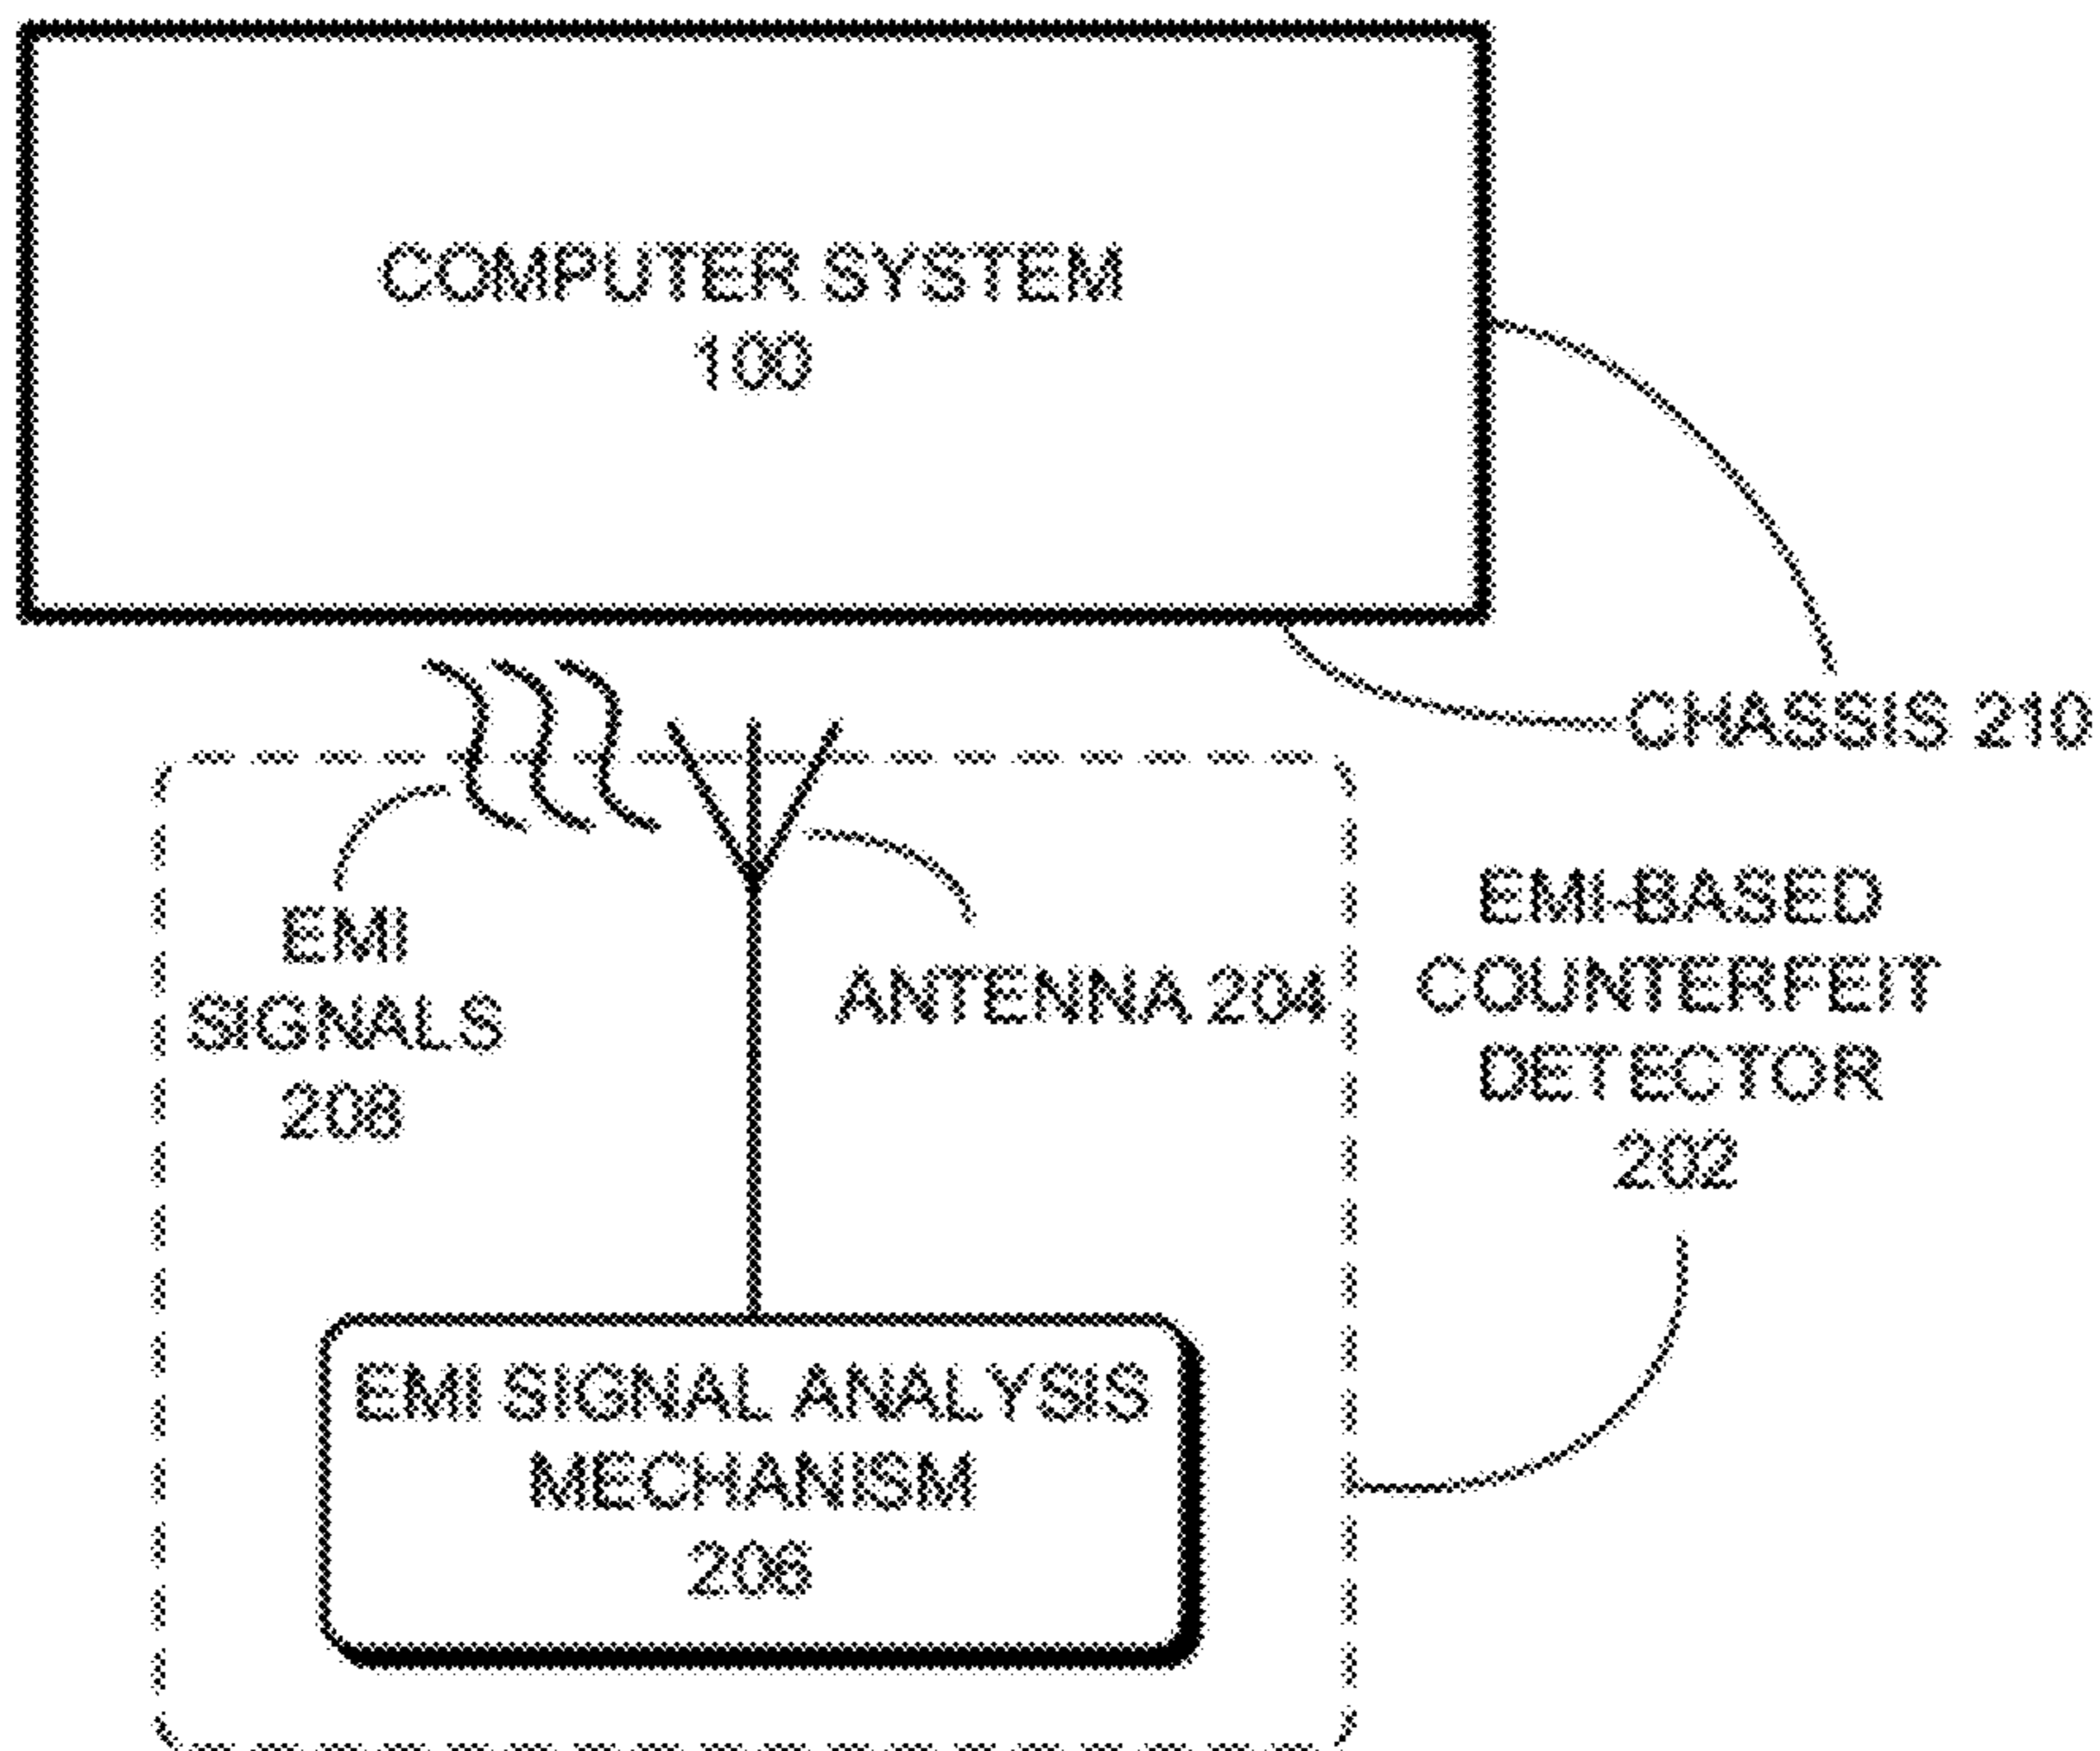 COMPUTER SYSTEM
100
CHASSIS 210
EMI
SIGNALS
208
ANTENNA 204
EMI-BASED
COUNTERFEIT
DETECTOR
202
EMI SIGNAL ANALYSIS
MECHANISM
206